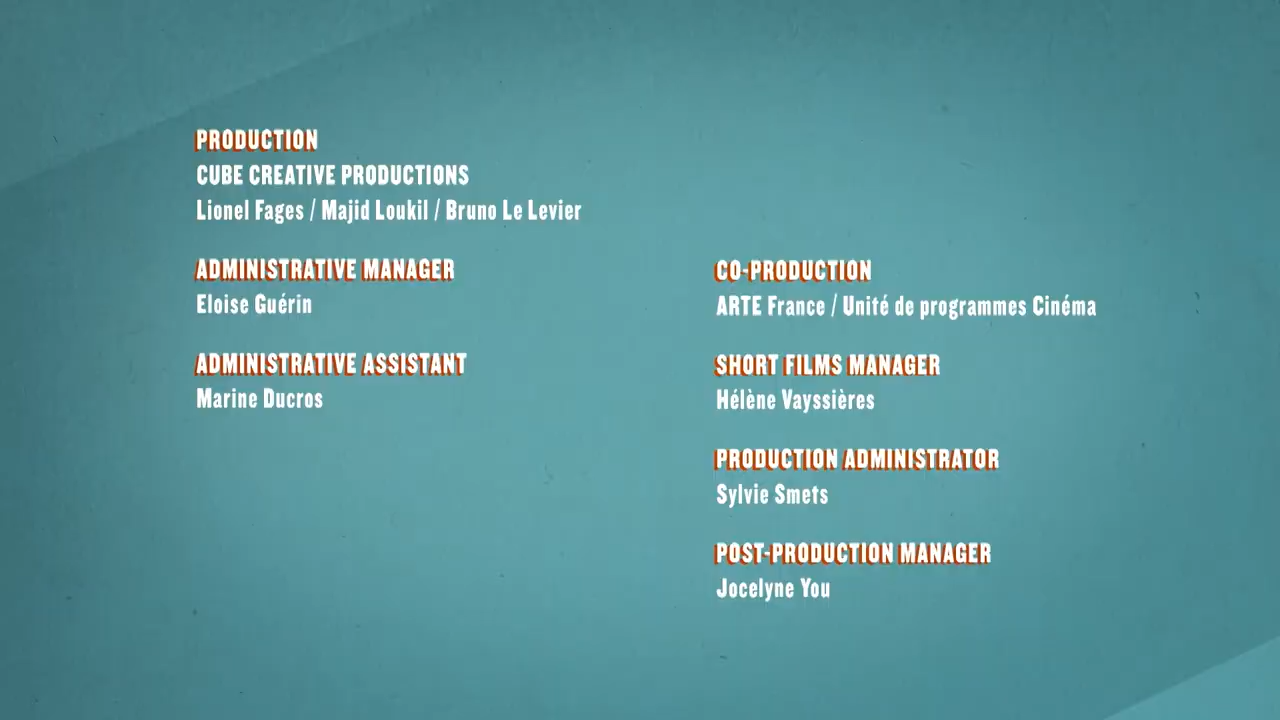 PRODUCTION
CUBE CREATIVE PRODUCTIONS
Lionel Fages / Majid Loukil / Bruno Le Levier
ADMINISTRATIVE MANAGER
Eloise Guérin
ADMINISTRATIVE ASSISTANT
Marine Ducros
CO-PRODUCTION
ARTE France / Unité de programmes Cinéma
SHORT FILMS MANAGER
Hélène Vayssières
PRODUCTION ADMINISTRATOR
Sylvie Smets
POST-PRODUCTION MANAGER
Jocelyne You